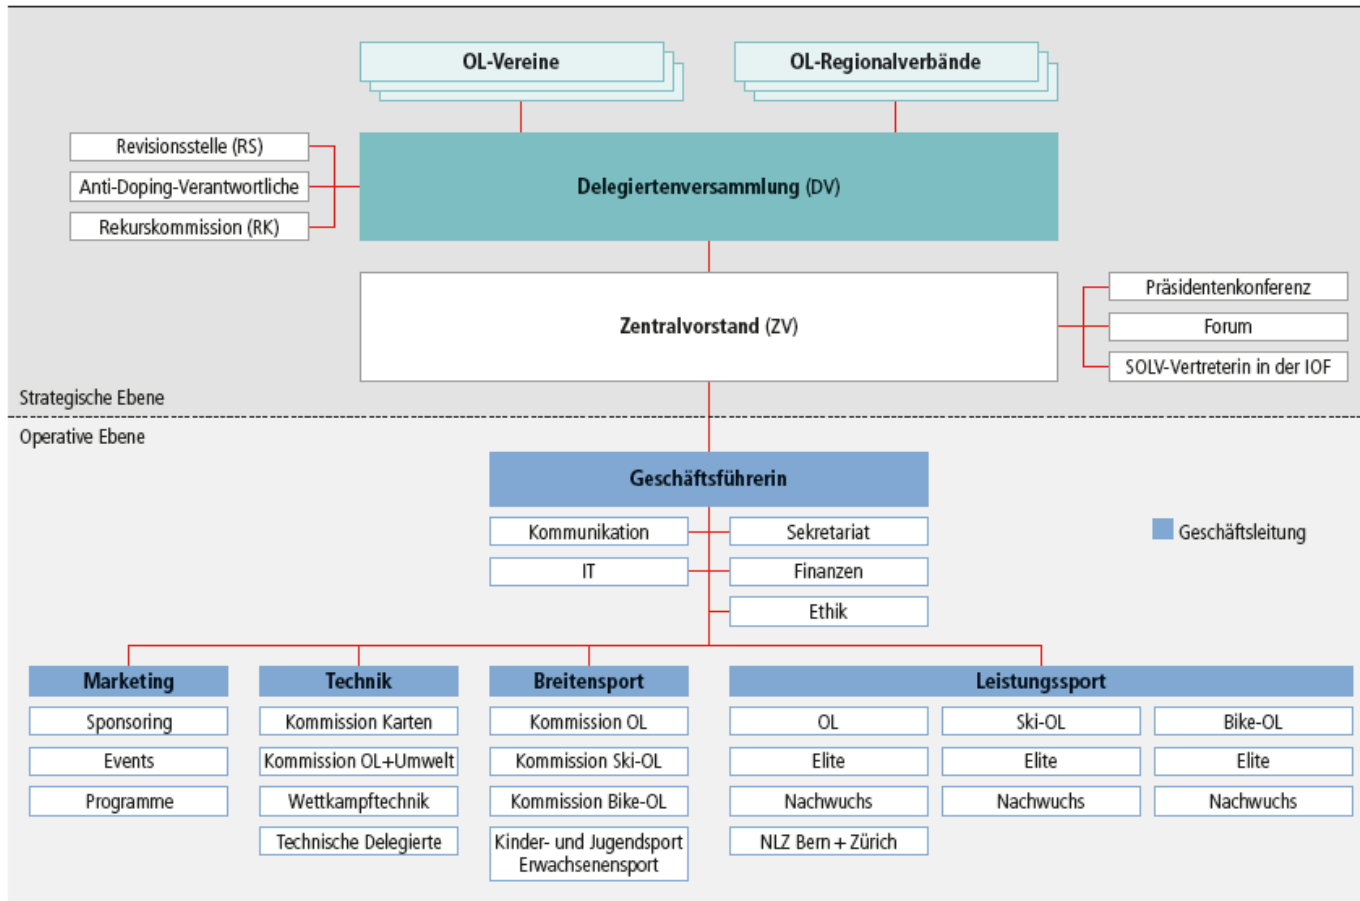 OL-Vereine
OL-Regionalverbände
Revisionsstelle (RS)
Anti-Doping-Verantwortliche
Rekurskommission (RK)
Delegiertenversammlung (DV)
Zentralvorstand (ZV)
Präsidentenkonferenz
Forum
SOLV-Vertreterin in der IOF
Strategische Ebene
Operative Ebene
Geschäftsführerin
Kommunikation
Sekretariat
IT
Finanzen
Ethik
Geschäftsleitung
Marketing
Sponsoring
Events
Programme
Technik
Kommission Karten
Kommission OL+Umwelt
Wettkampftechnik
Technische Delegierte
Breitensport
Kommission OL
Kommission Ski-OL
Kommission Bike-OL
Kinder- und Jugendsport
Erwachsenensport
Leistungssport
OL
Elite
Nachwuchs
NLZ Bern + Zürich
Ski-OL
Elite
Nachwuchs
Bike-OL
Elite
Nachwuchs